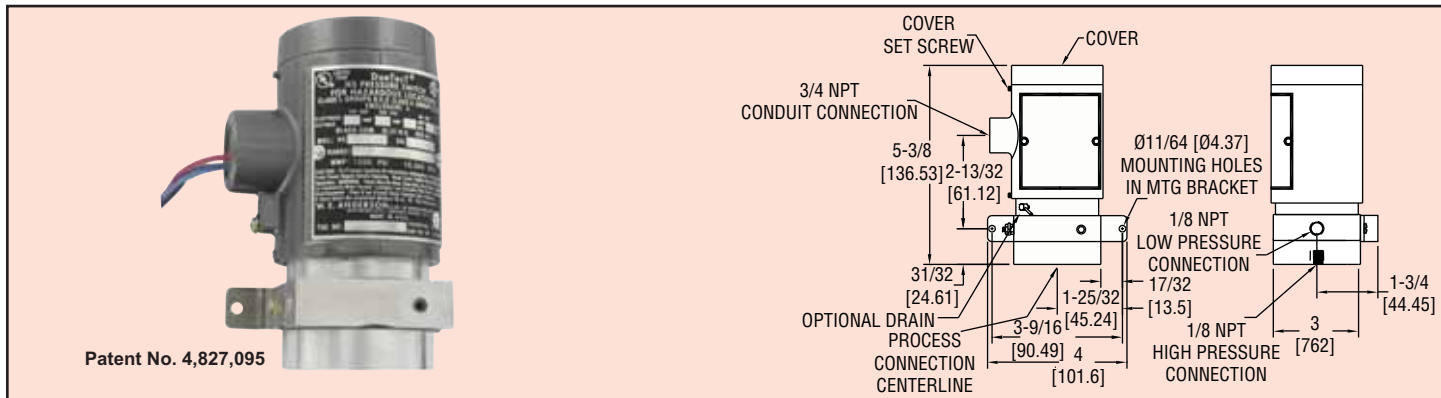 Patent No. 4,827,095
COVER
SET SCREW
COVER
3/4 NPT
CONDUIT CONNECTION
5-3/8
[136.53]
2-13/32
[61.12]
Ø11/64 [Ø4.37]
MOUNTING HOLES
IN MTG BRACKET
1/8 NPT
LOW PRESSURE
CONNECTION
31/32
[24.61]
17/32
[13.5]
1-25/32
[45.24]
1-3/4
[44.45]
OPTIONAL DRAIN
PROCESS
CONNECTION
CENTERLINE
3-9/16
[90.49]
4
[101.6]
1/8 NPT
HIGH PRESSURE
CONNECTION
3
[762]